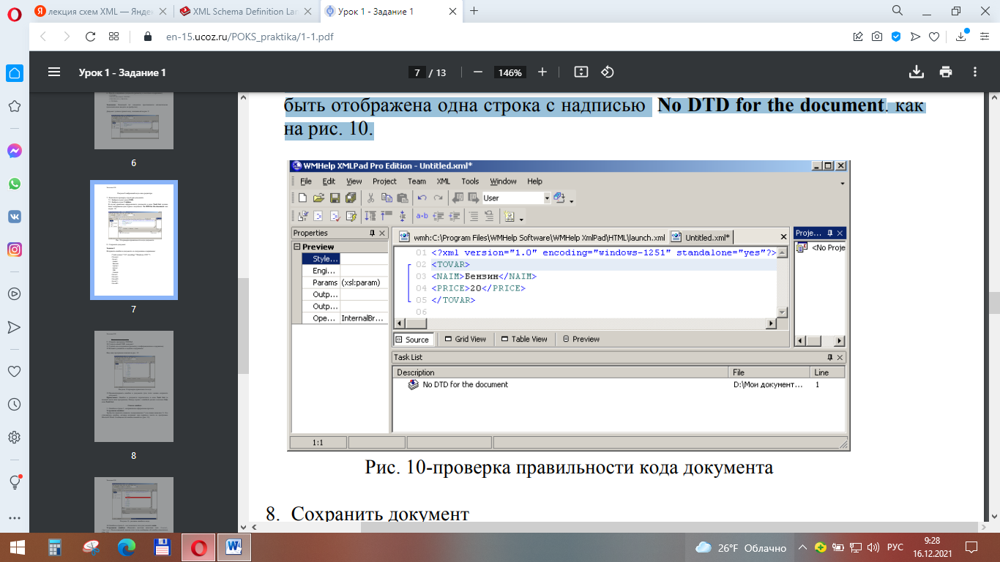 лекция схем XML — Яндек
XML Schema Definition Lan
Урок 1 - Задание 1
en-15.ucoz.ru/POKS_praktika/1-1.pdf
Урок 1 - Задание 1
7 / 13
146%
6
7
8
быть отображена одна строка с надписью No DTD for the document. как
на рис. 10.
WMHelp XMLPad Pro Edition - Untitled.xml*
File Edit View Project Team XML Tools Window Help
User
Properties
Preview
Style...
Engi...
Params (xsl:param)
Outp...
Outp...
Ope... InternalBr...
wmh:C:\Program Files\WMHelp Software\WMHelp XmlPad\HTML\launch.xml
Untitled.xml*
01 <?xml version="1.0" encoding="windows-1251" standalone="yes"?>
02 <TOVAR>
03 <NAIM>Бензин</NAIM>
04 <PRICE>20</PRICE>
05 </TOVAR>
06
Source Grid View Table View Preview
Proje...
<No Proje
Task List
Description File Line
No DTD for the document D:\Мои документ... 1
1:1
Рис. 10-проверка правильности кода документа
8. Сохранить документ
26°F Облачно
РУС
9:28
16.12.2021